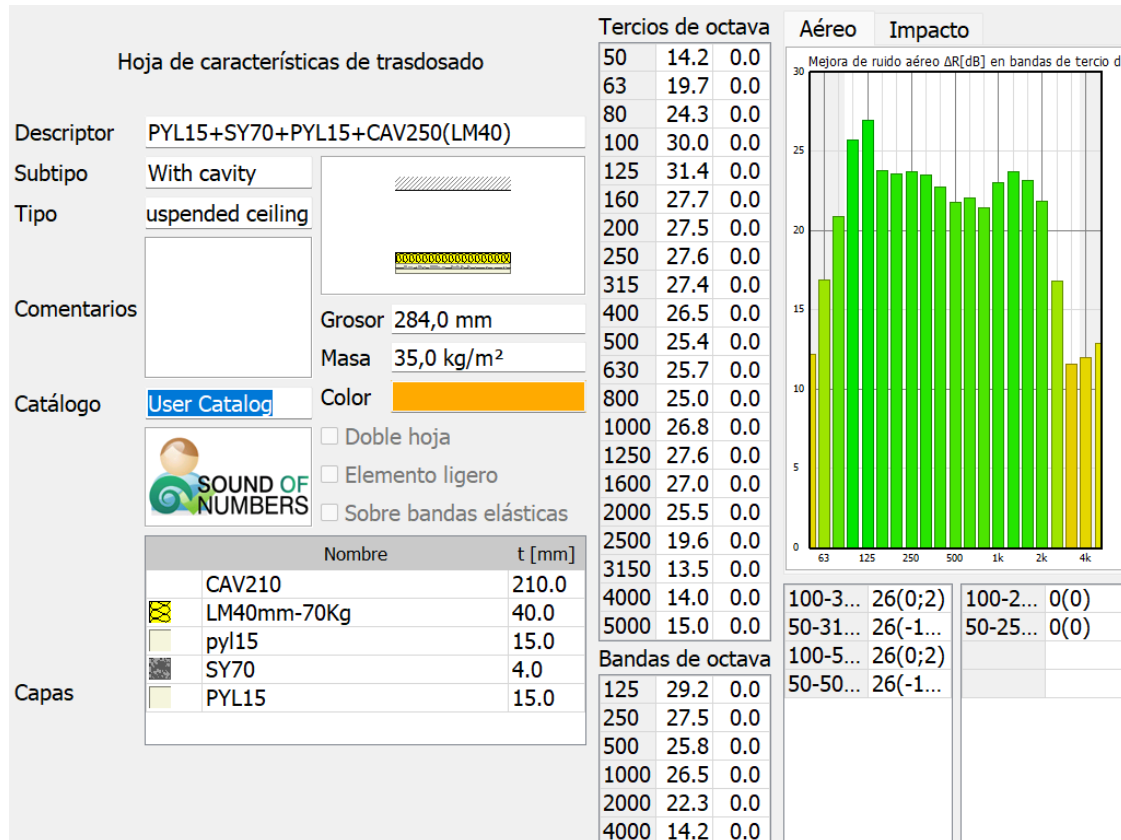 Hoja de características de trasdosado
Descriptor PYL15+SY70+PYL15+CAV250(LM40)
Subtipo With cavity
Tipo uspended ceiling
Comentarios
Grosor 284,0 mm
Masa 35,0 kg/m²
Catálogo User Catalog
Color
SOUND OF
NUMBERS
Doble hoja
Elemento ligero
Sobre bandas elásticas
Capas
Nombre t [mm]
CAV210 210.0
LM40mm-70Kg 40.0
pyl15 15.0
SY70 4.0
PYL15 15.0
Tercios de octava
50 14.2 0.0
63 19.7 0.0
80 24.3 0.0
100 30.0 0.0
125 31.4 0.0
160 27.7 0.0
200 27.5 0.0
250 27.6 0.0
315 27.4 0.0
400 26.5 0.0
500 25.4 0.0
630 25.7 0.0
800 25.0 0.0
1000 26.8 0.0
1250 27.6 0.0
1600 27.0 0.0
2000 25.5 0.0
2500 19.6 0.0
3150 13.5 0.0
4000 14.0 0.0
5000 15.0 0.0
Bandas de octava
125 29.2 0.0
250 27.5 0.0
500 25.8 0.0
1000 26.5 0.0
2000 22.3 0.0
4000 14.2 0.0
Aéreo Impacto
Mejora de ruido aéreo ΔR[dB] en bandas de tercio d
30
25
20
15
10
5
0
63 125 250 500 1k 2k 4k
100-3... 26(0;2)
50-31... 26(-1...
100-5... 26(0;2)
50-50... 26(-1...
100-2... 0(0)
50-25... 0(0)